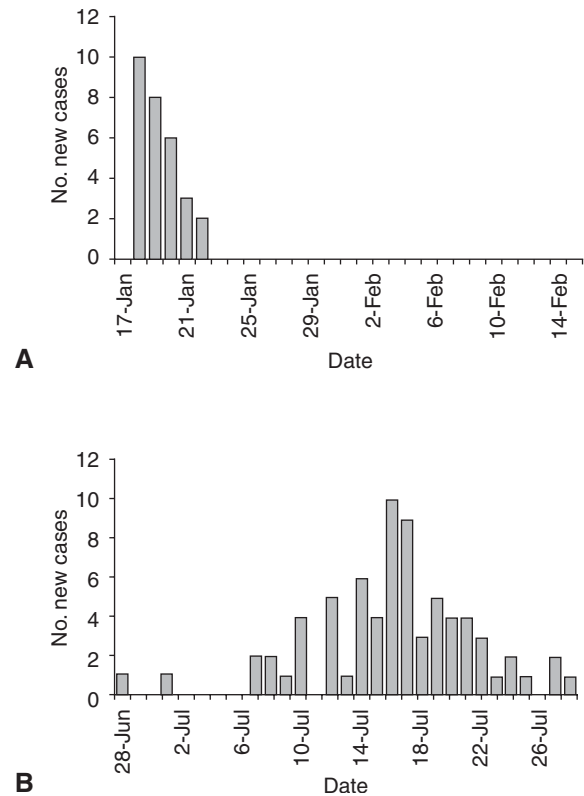 12
10
8
6
4
2
0
No. new cases
17-Jan
21-Jan
25-Jan
29-Jan
2-Feb
6-Feb
10-Feb
14-Feb
Date
A
12
10
8
6
4
2
0
No. new cases
28-Jun
2-Jul
6-Jul
10-Jul
14-Jul
18-Jul
22-Jul
26-Jul
Date
B